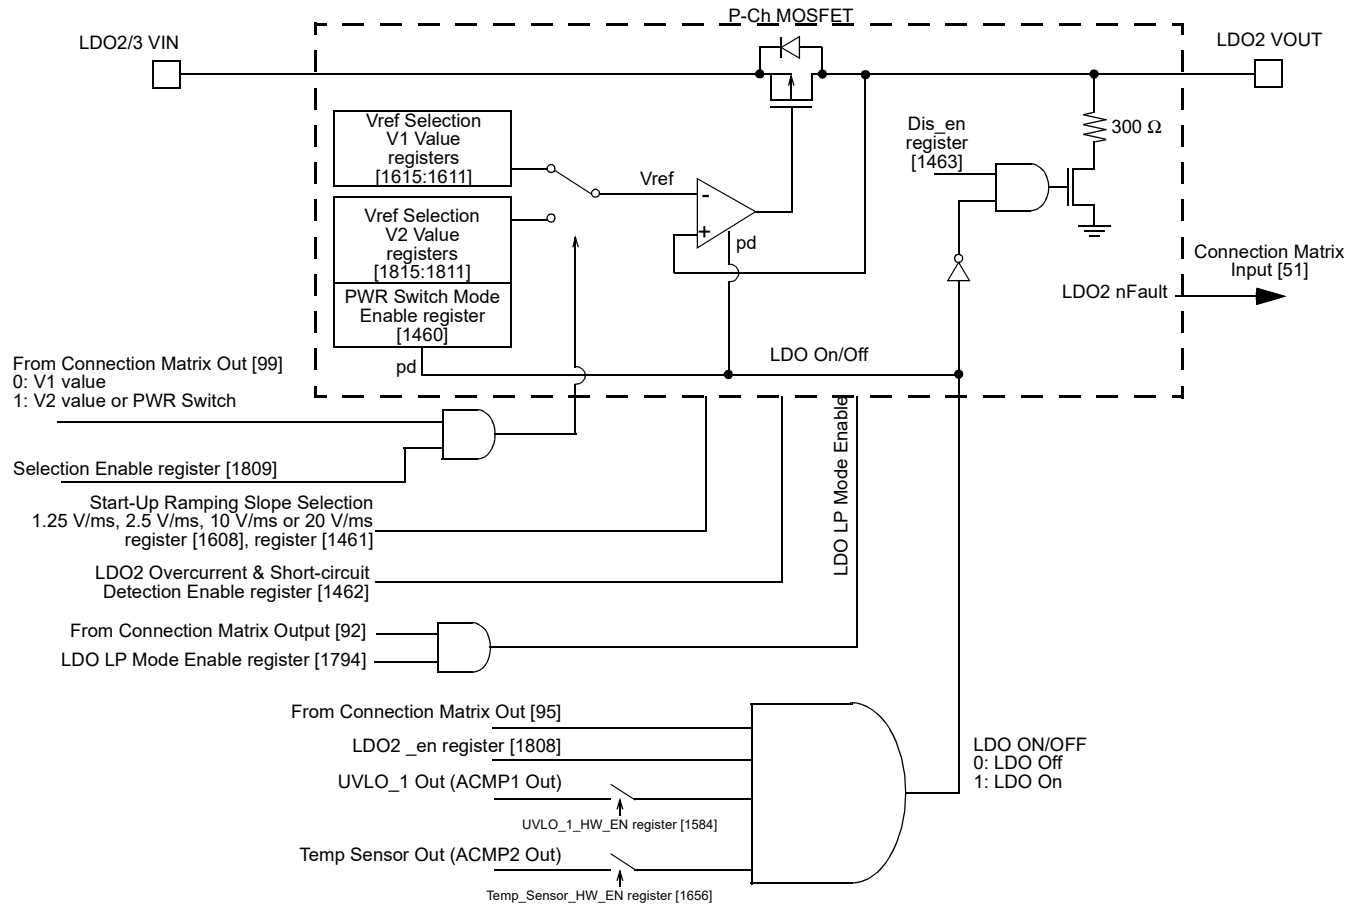 P-Ch MOSFET
LDO2/3 VIN
LDO2 VOUT
Vref Selection
V1 Value
registers
[1615:1611]
Vref Selection
V2 Value
registers
[1815:1811]
PWR Switch Mode
Enable register
[1460]
Vref
-
+
pd
Dis_en
register
[1463]
300 Ω
Connection Matrix
Input [51]
LDO2 nFault
LDO On/Off
pd
From Connection Matrix Out [99]
0: V1 value
1: V2 value or PWR Switch
Selection Enable register [1809]
Start-Up Ramping Slope Selection
1.25 V/ms, 2.5 V/ms, 10 V/ms or 20 V/ms
register [1608], register [1461]
LDO2 Overcurrent & Short-circuit
Detection Enable register [1462]
LDO LP Mode Enable
From Connection Matrix Output [92]
LDO LP Mode Enable register [1794]
From Connection Matrix Out [95]
LDO2 _en register [1808]
UVLO_1 Out (ACMP1 Out)
UVLO_1_HW_EN register [1584]
Temp Sensor Out (ACMP2 Out)
Temp_Sensor_HW_EN register [1656]
LDO ON/OFF
0: LDO Off
1: LDO On